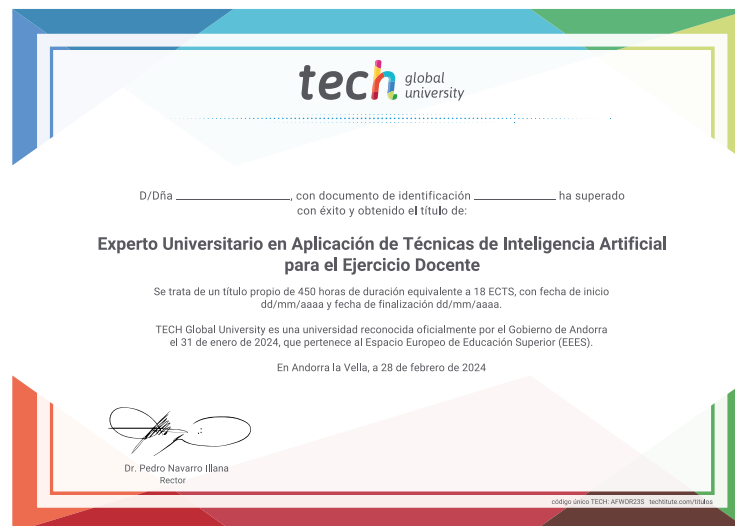 tech global university
D/Dña ______________, con documento de identificación __________ ha superado
con éxito y obtenido el título de:
Experto Universitario en Aplicación de Técnicas de Inteligencia Artificial
para el Ejercicio Docente
Se trata de un título propio de 450 horas de duración equivalente a 18 ECTS, con fecha de inicio
dd/mm/aaaa y fecha de finalización dd/mm/aaaa.
TECH Global University es una universidad reconocida oficialmente por el Gobierno de Andorra
el 31 de enero de 2024, que pertenece al Espacio Europeo de Educación Superior (EEES).
En Andorra la Vella, a 28 de febrero de 2024
Dr. Pedro Navarro Illana
Rector
código único TECH: AFWOR23S techtitute.com/titulos